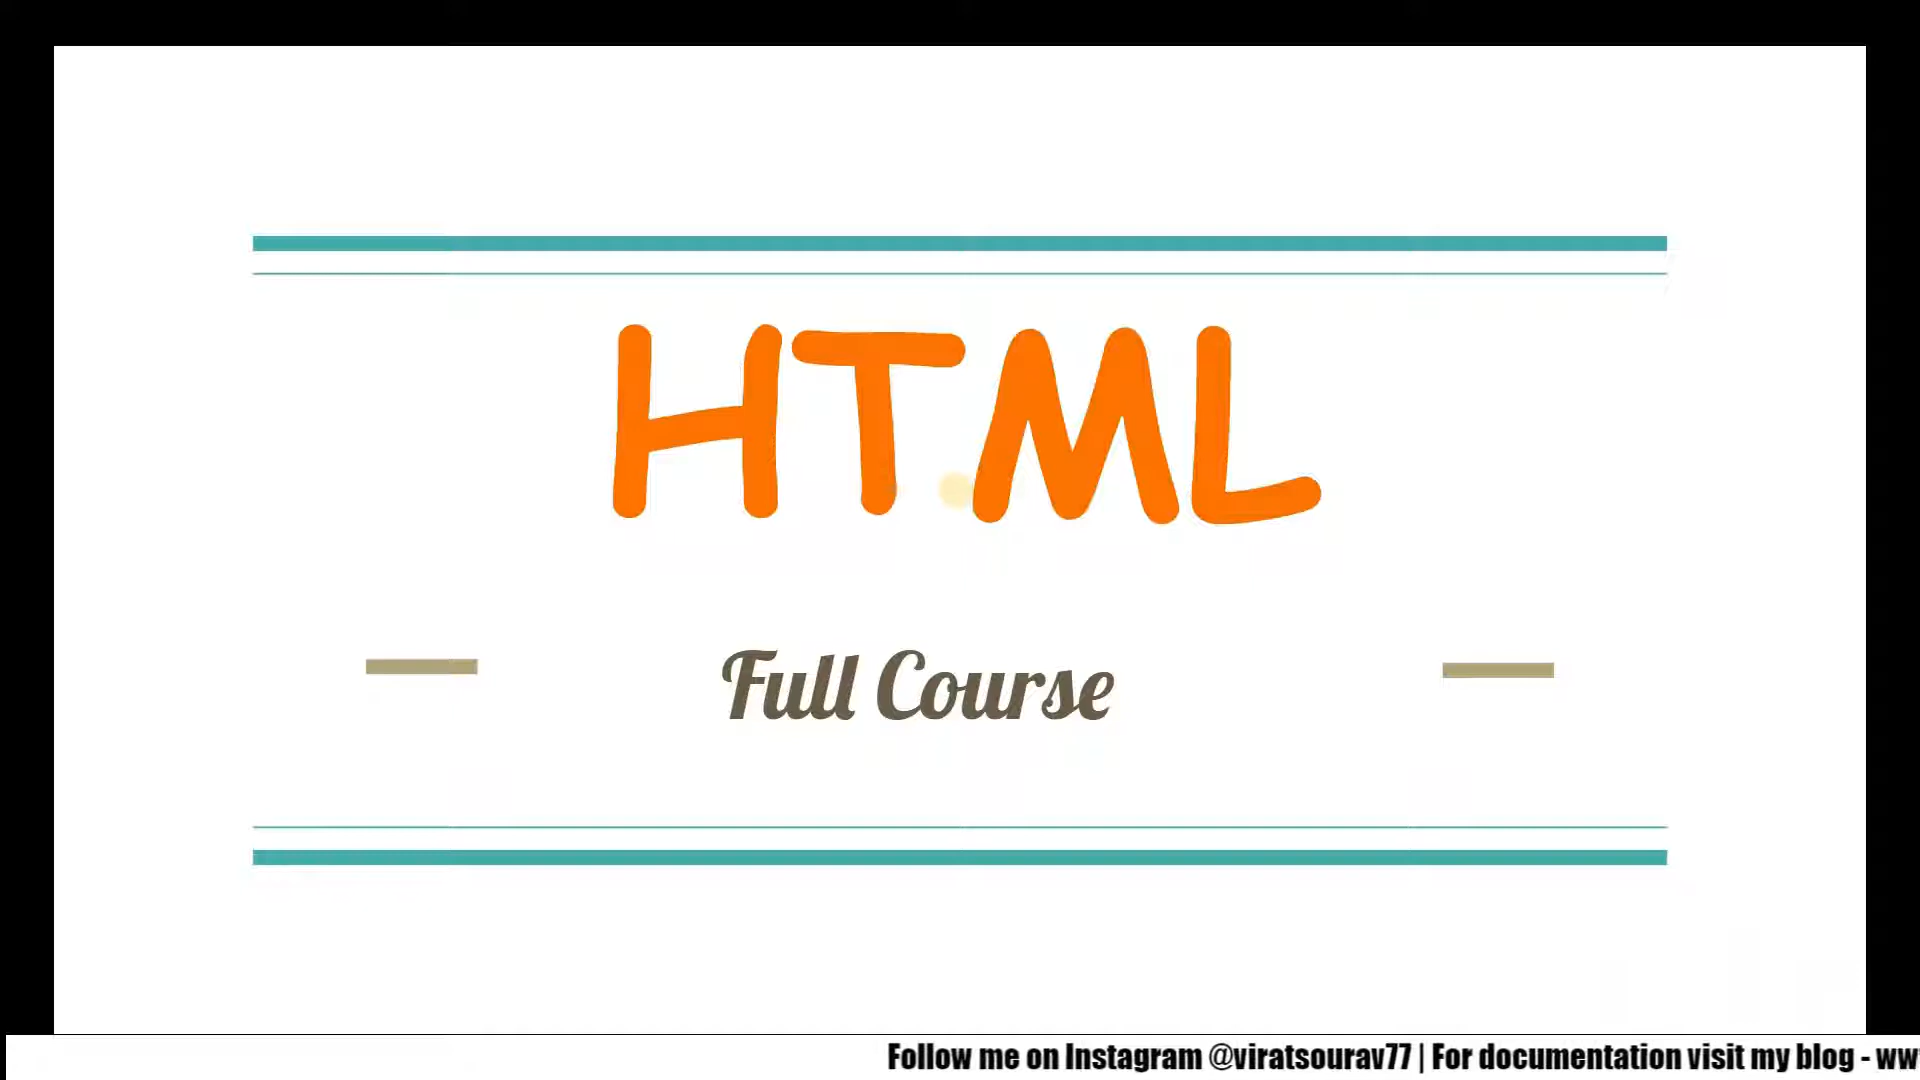 HTML
Full Course
Follow me on Instagram @viratsourav77 | For documentation visit my blog -